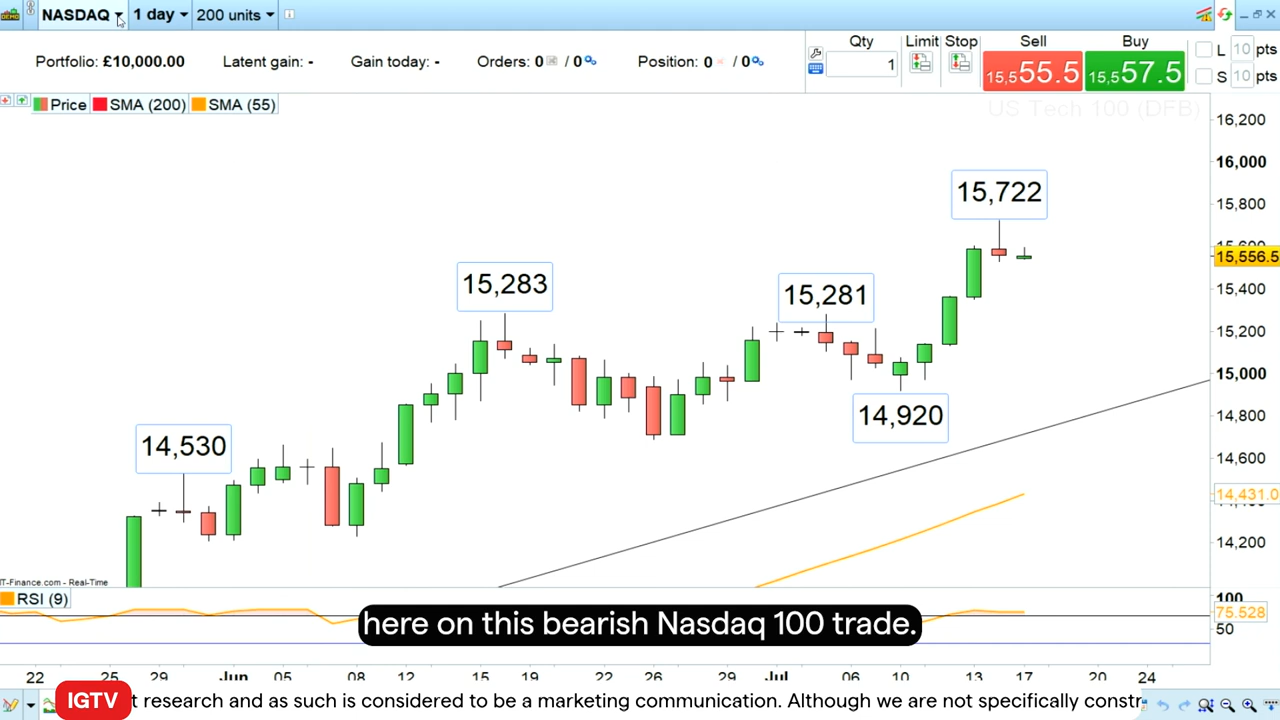 DEMO NASDAQ 1 day 200 units
Portfolio: £10,000.00 Latent gain: - Gain today: - Orders: 0 / 0 Position: 0 / 0
Qty Limit Stop Sell Buy
1 15,555.5 15,557.5
L 10 pts
S 10 pts
Price SMA (200) SMA (55)
US Tech 100 (DFB)
16,200
16,000
15,800
15,600
15,556.5
15,400
15,200
15,000
14,800
14,600
14,431.0
14,400
14,200
15,722
15,283
15,281
14,920
14,530
IT-Finance.com - Real-Time
RSI (9)
100
75.528
50
here on this bearish Nasdaq 100 trade.
22 25 29 Jun 05 08 12 15 19 22 26 29 Jul 06 10 13 17 20 24
IGTV t research and as such is considered to be a marketing communication. Although we are not specifically constr